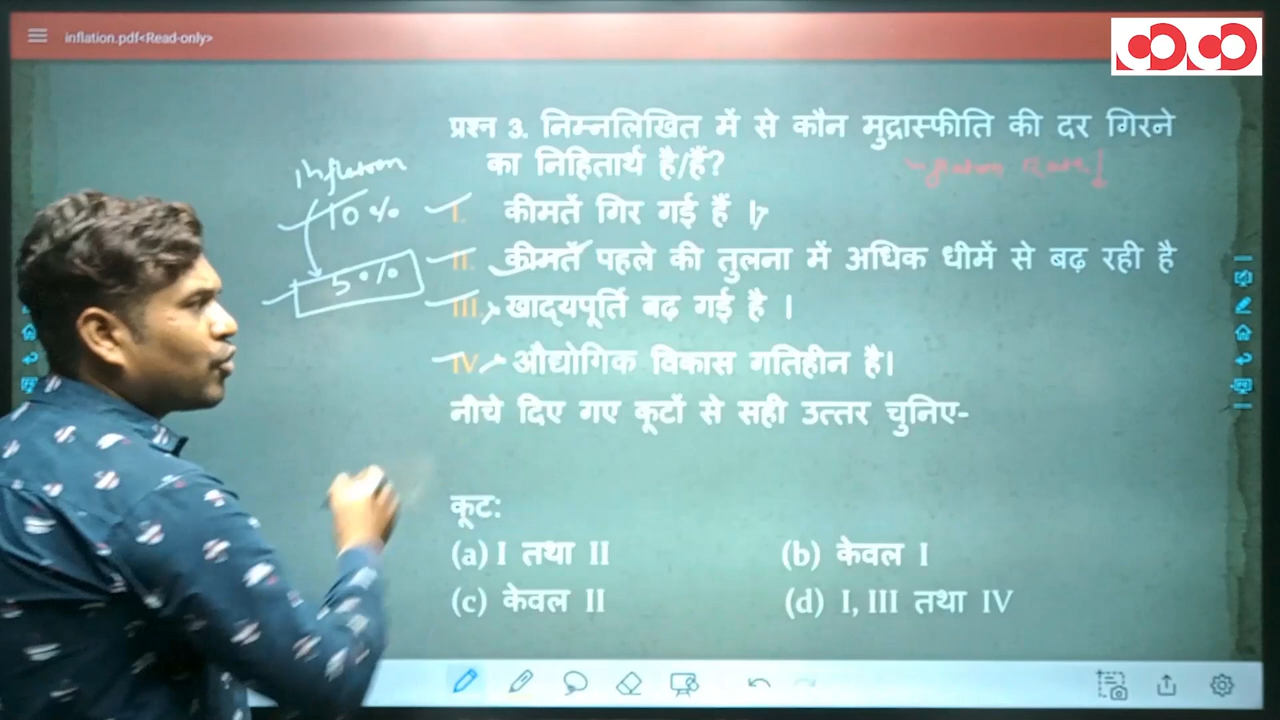 inflation.pdf<Read-only>
प्रश्न 3. निम्नलिखित में से कौन मुद्रास्फीति की दर गिरने
का निहितार्थ है/हैं?
Inflation
10%
5%
I. कीमतें गिर गई हैं ।
II. कीमतें पहले की तुलना में अधिक धीमें से बढ़ रही है
III. खाद्यपूर्ति बढ़ गई है ।
IV. औद्योगिक विकास गतिहीन है।
नीचे दिए गए कूटों से सही उत्तर चुनिए-
कूट:
(a) I तथा II
(b) केवल I
(c) केवल II
(d) I, III तथा IV